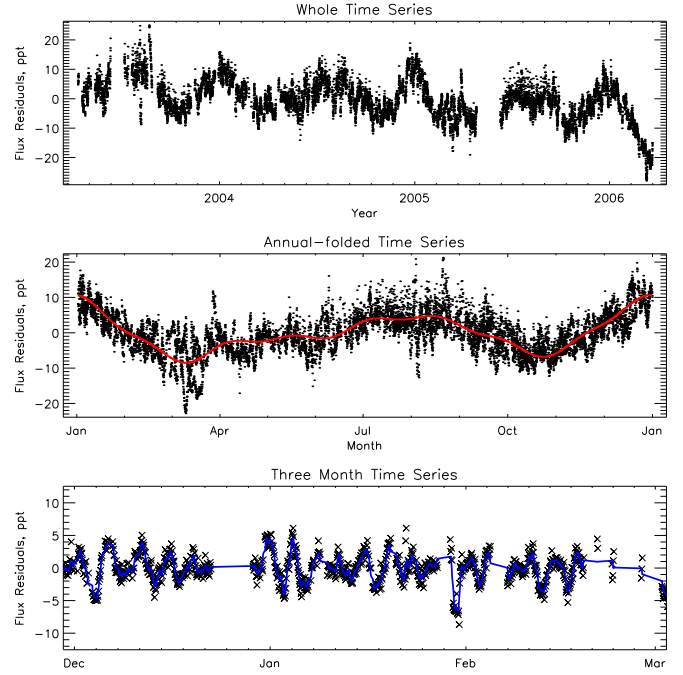 Whole Time Series
20
10
0
-10
-20
Flux Residuals, ppt
2004
2005
2006
Year
Annual-folded Time Series
20
10
0
-10
-20
Flux Residuals, ppt
Jan
Apr
Jul
Oct
Jan
Month
Three Month Time Series
10
5
0
-5
-10
Flux Residuals, ppt
Dec
Jan
Feb
Mar